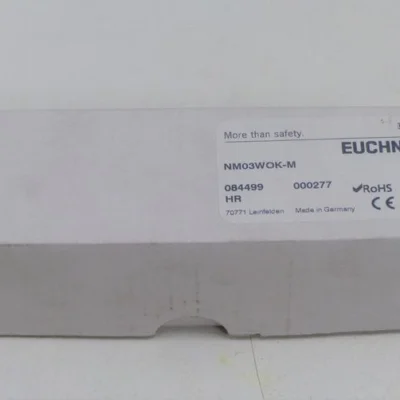 More than safety.
EUCHN
NM03WOK-M
084499 000277
HR
✓RoHS
CE
70771 Leinfelden Made in Germany